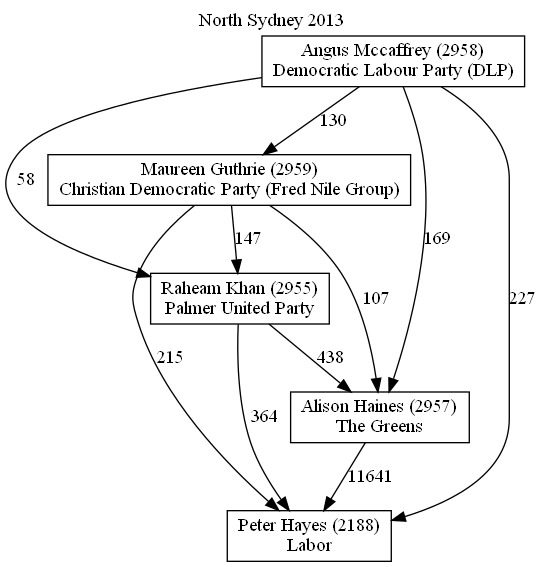 North Sydney 2013
Angus Mccaffrey (2958)
Democratic Labour Party (DLP)
130
Maureen Guthrie (2959)
Christian Democratic Party (Fred Nile Group)
58
147
169
Raheam Khan (2955)
Palmer United Party
107
227
215
438
Alison Haines (2957)
The Greens
364
11641
Peter Hayes (2188)
Labor